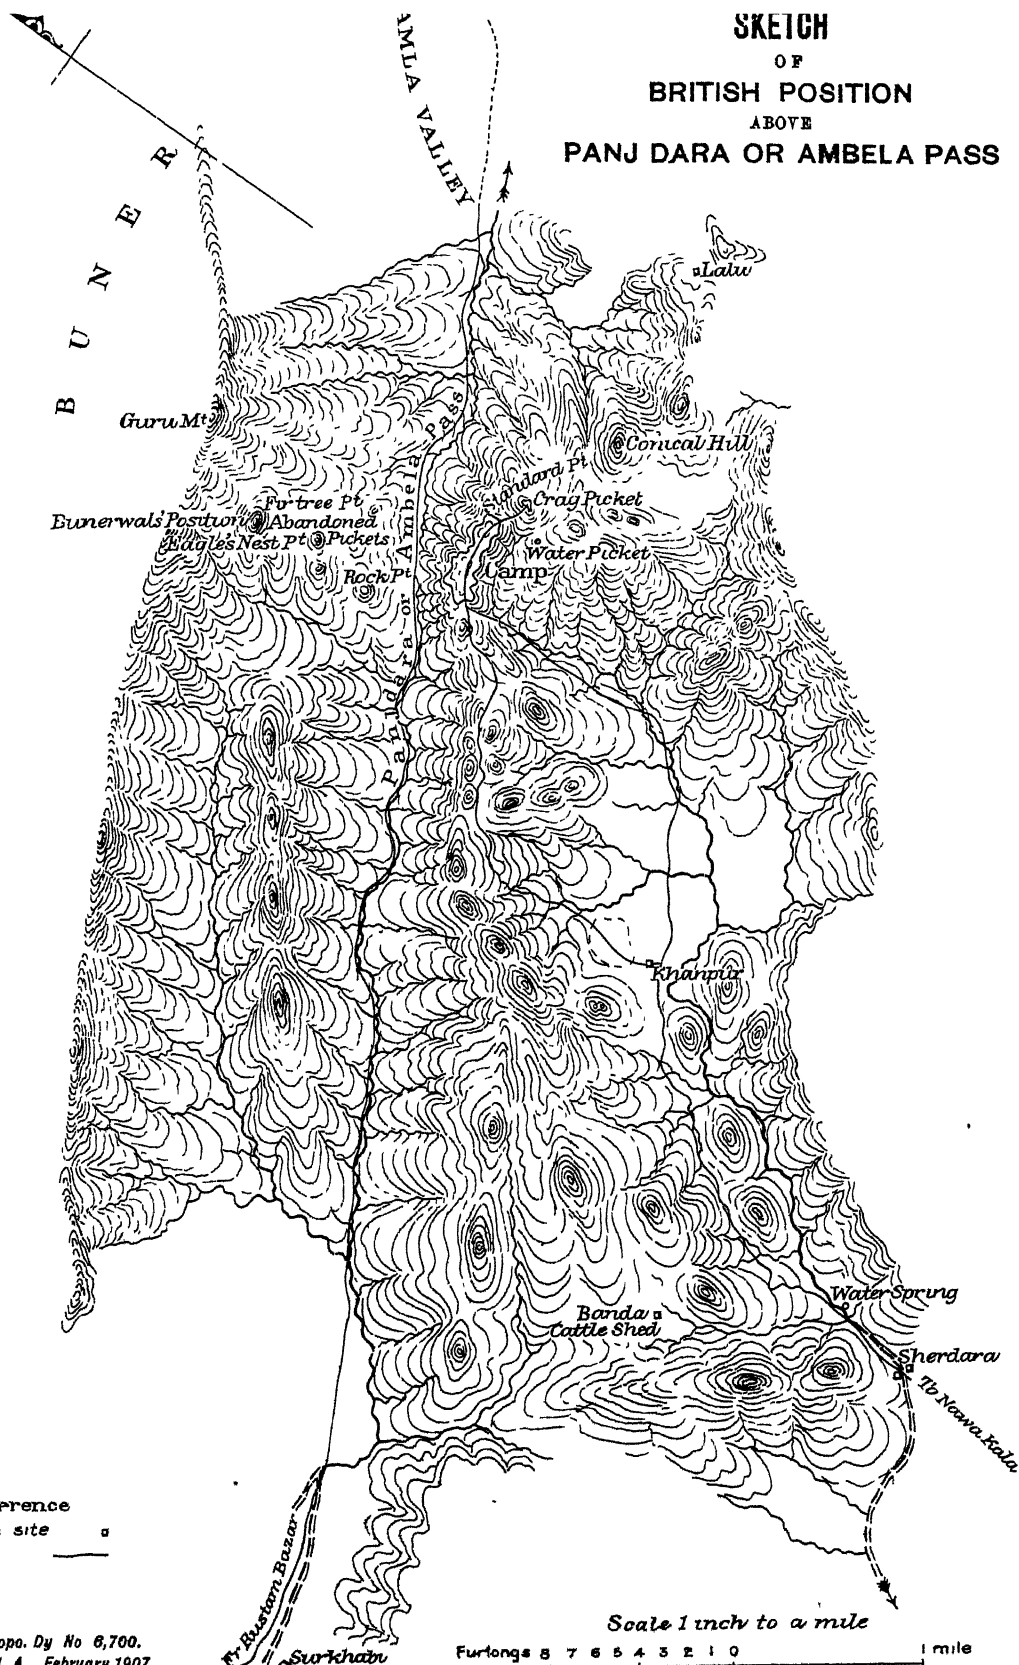 SKETCH
OF
BRITISH POSITION
ABOVE
PANJ DARA OR AMBELA PASS
AMLA VALLEY
BUNER
Lalu
Guru Mt
Conical Hill
Standard Pt
Crag Picket
Firtree Pt
Bunerwals' Position
Abandoned
Eagle's Nest Pt
Pickets
Water Picket
Camp
Rock Pt
Panjdara or Ambela Pass
Khanpur
Water Spring
Banda
Cattle Shed
Sherdara
To Nawa Kala
erence
site
Fr Rustam Bazar
Surkhabi
opo. Dy No 6,700.
February 1907
Scale 1 inch to a mile
Furlongs 8 7 6 5 4 3 2 1 0 1 mile